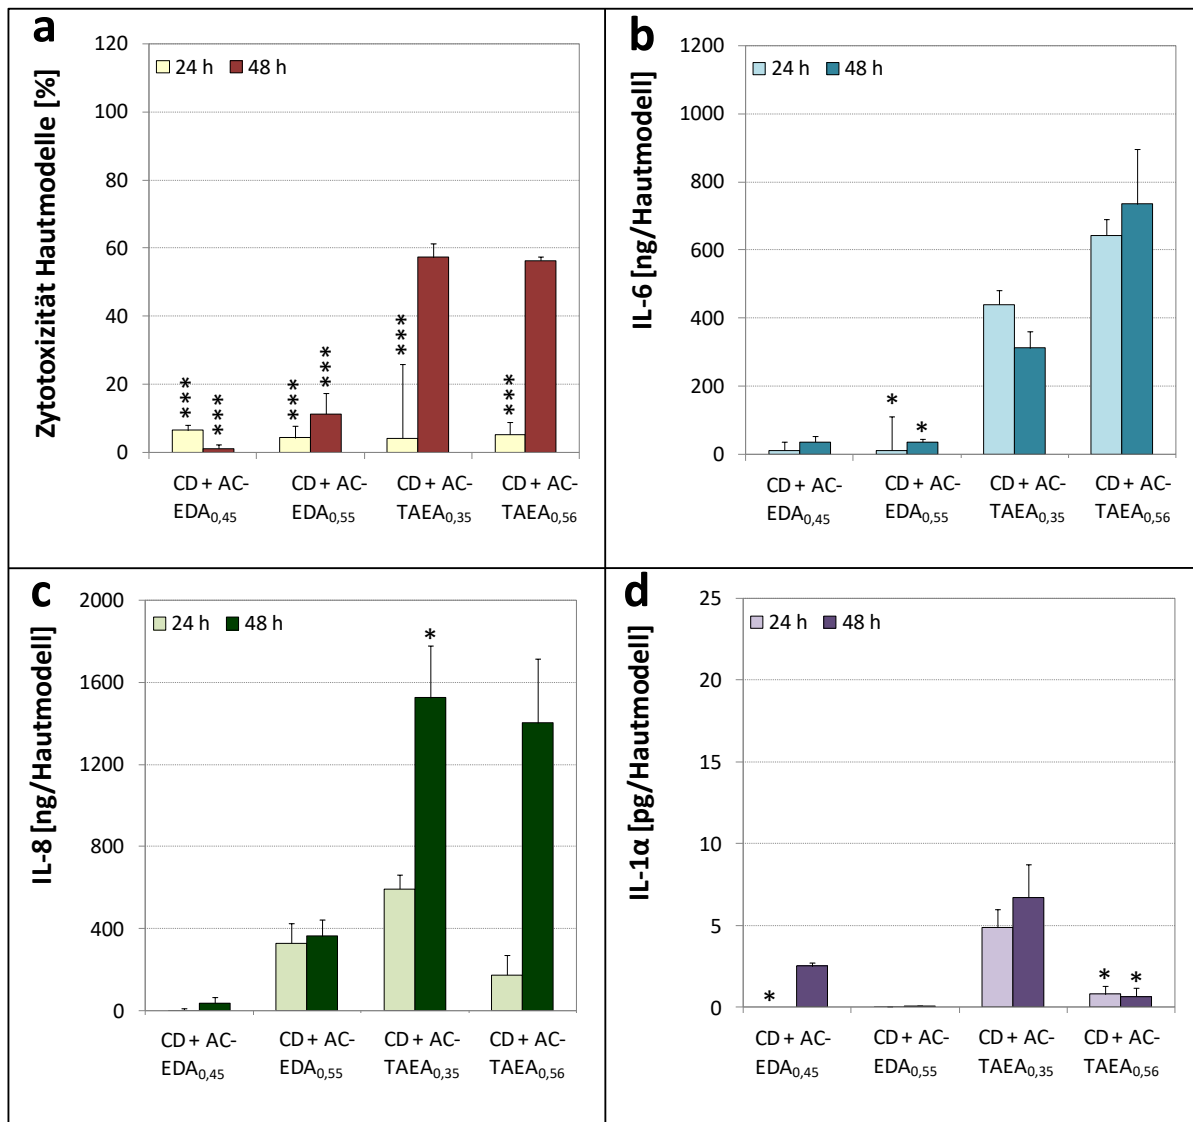 a
Zytotoxizität Hautmodelle [%]
120
100
80
60
40
20
0
24 h 48 h
*** *** *** *** *** ***
CD + AC- CD + AC- CD + AC- CD + AC-
EDA0,45 EDA0,55 TAEA0,35 TAEA0,56
b
IL-6 [ng/Hautmodell]
1200
1000
800
600
400
200
0
24 h 48 h
* *
CD + AC- CD + AC- CD + AC- CD + AC-
EDA0,45 EDA0,55 TAEA0,35 TAEA0,56
c
IL-8 [ng/Hautmodell]
2000
1600
1200
800
400
0
24 h 48 h
*
CD + AC- CD + AC- CD + AC- CD + AC-
EDA0,45 EDA0,55 TAEA0,35 TAEA0,56
d
IL-1α [pg/Hautmodell]
25
20
15
10
5
0
24 h 48 h
* * *
CD + AC- CD + AC- CD + AC- CD + AC-
EDA0,45 EDA0,55 TAEA0,35 TAEA0,56